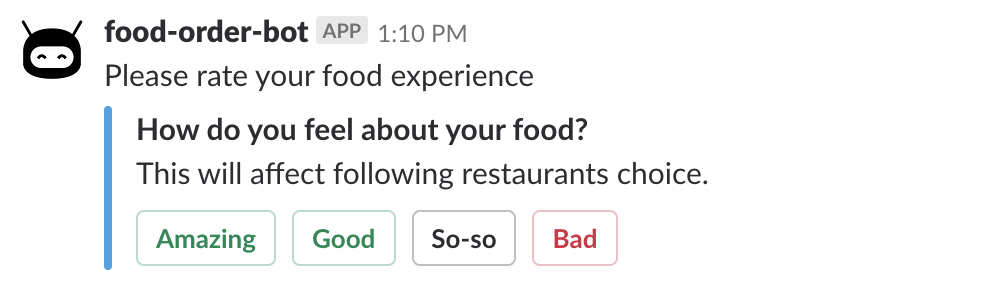 food-order-bot APP 1:10 PM
Please rate your food experience
How do you feel about your food?
This will affect following restaurants choice.
Amazing Good So-so Bad